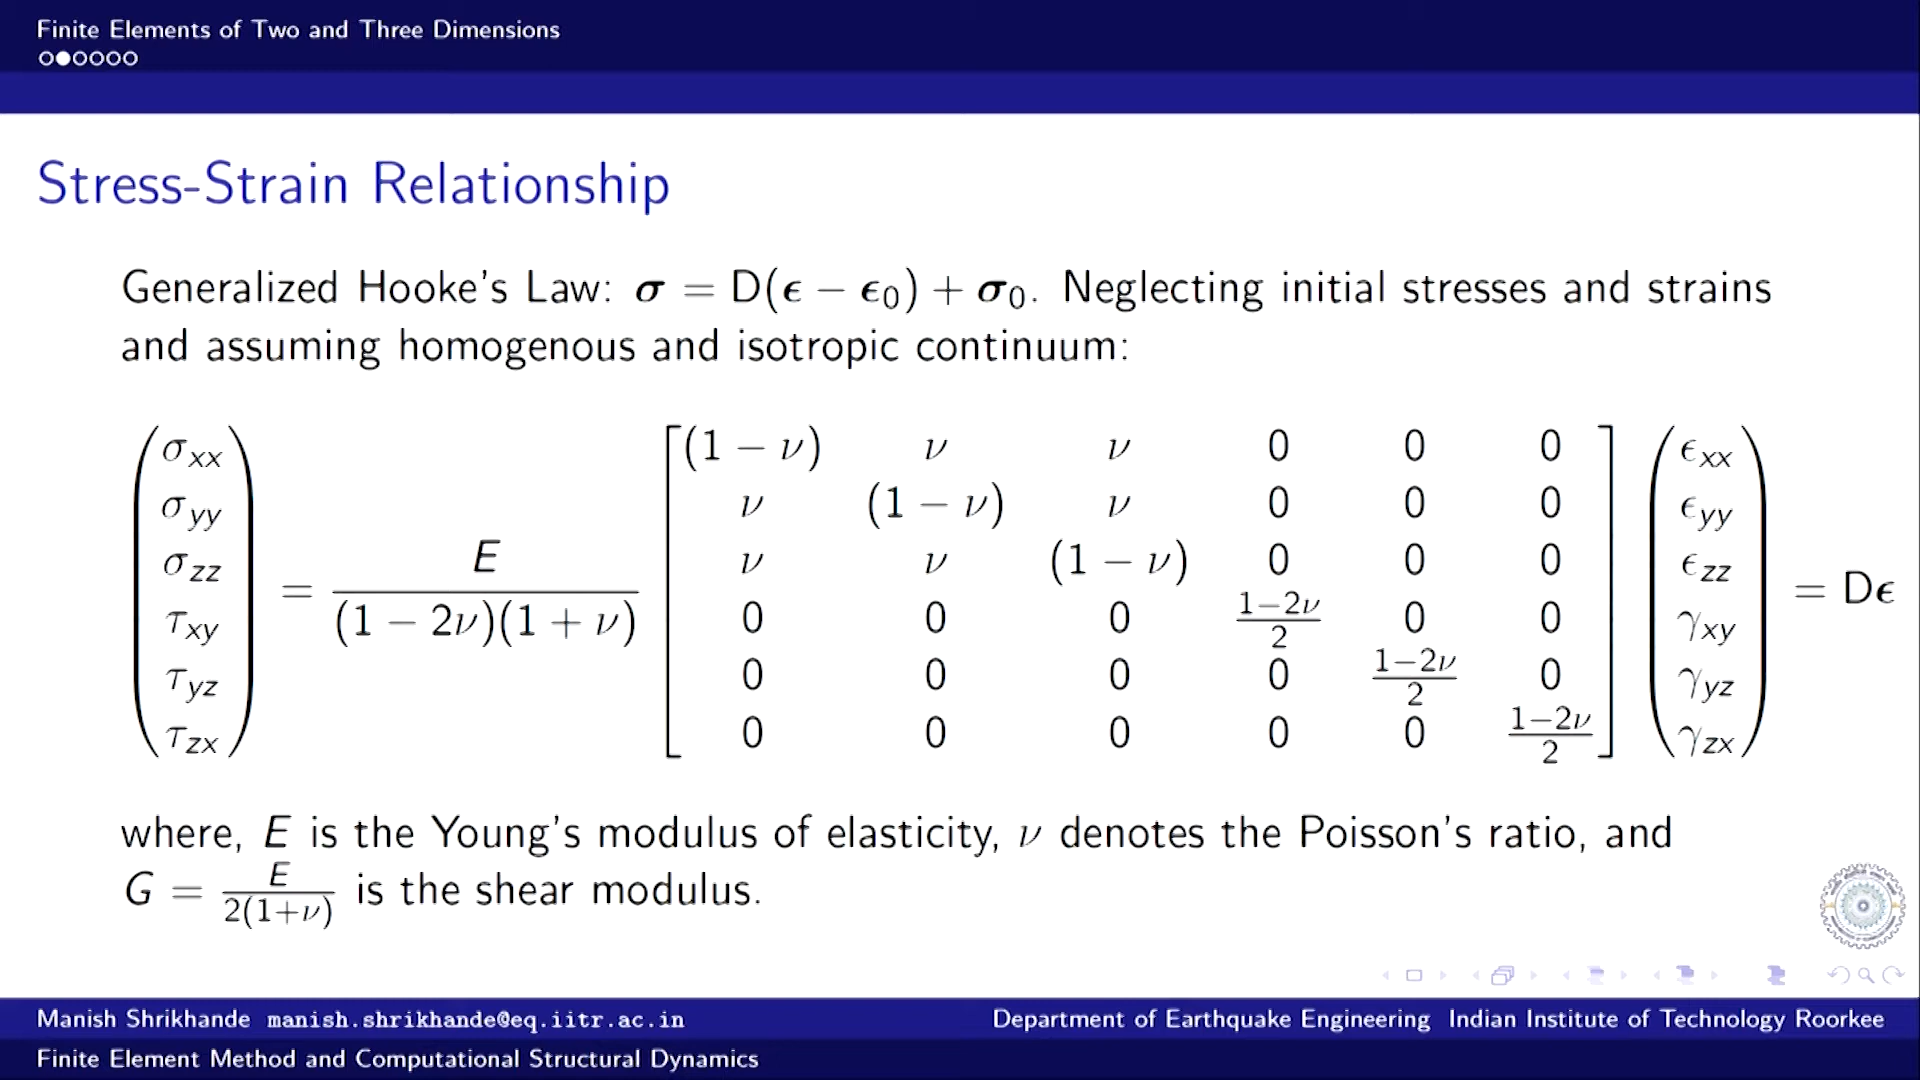 Finite Elements of Two and Three Dimensions
Stress-Strain Relationship
Generalized Hooke's Law: σ = D(ϵ − ϵ₀) + σ₀. Neglecting initial stresses and strains
and assuming homogenous and isotropic continuum:
(σxx σyy σzz τxy τyz τzx) = E / (1 − 2ν)(1 + ν) [
(1 − ν) ν ν 0 0 0
ν (1 − ν) ν 0 0 0
ν ν (1 − ν) 0 0 0
0 0 0 (1−2ν)/2 0 0
0 0 0 0 (1−2ν)/2 0
0 0 0 0 0 (1−2ν)/2
] (ϵxx ϵyy ϵzz γxy γyz γzx) = Dϵ
where, E is the Young's modulus of elasticity, ν denotes the Poisson's ratio, and
G = E / 2(1+ν) is the shear modulus.
Manish Shrikhande manish.shrikhande@eq.iitr.ac.in Department of Earthquake Engineering Indian Institute of Technology Roorkee
Finite Element Method and Computational Structural Dynamics